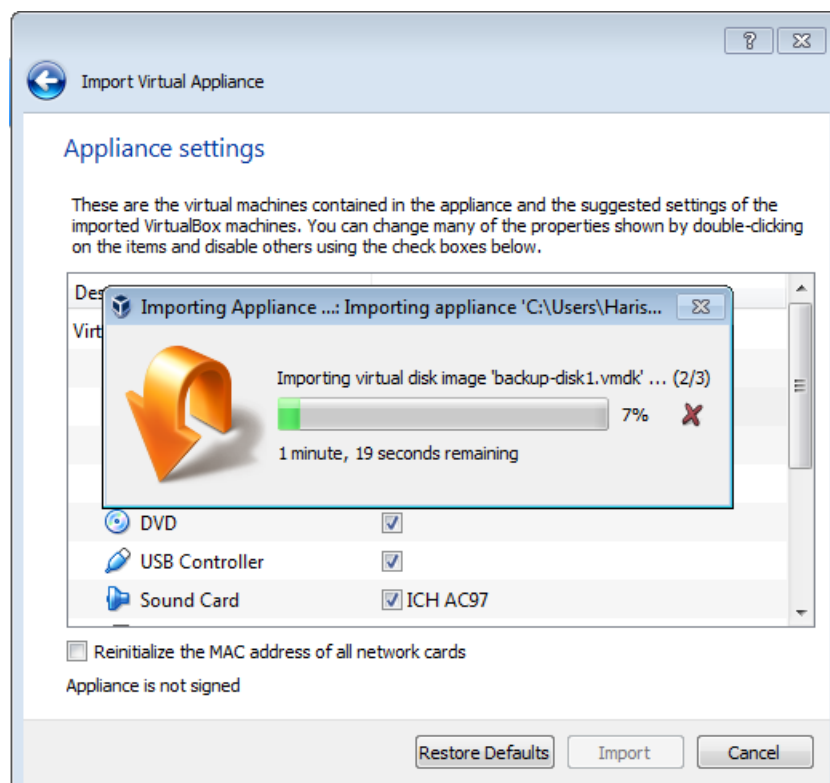 Import Virtual Appliance
Appliance settings
These are the virtual machines contained in the appliance and the suggested settings of the
imported VirtualBox machines. You can change many of the properties shown by double-clicking
on the items and disable others using the check boxes below.
Des
Importing Appliance ...: Importing appliance 'C:\Users\Haris...
Virt
Importing virtual disk image 'backup-disk1.vmdk' ... (2/3)
7%
1 minute, 19 seconds remaining
DVD
USB Controller
Sound Card ICH AC97
Reinitialize the MAC address of all network cards
Appliance is not signed
Restore Defaults Import Cancel